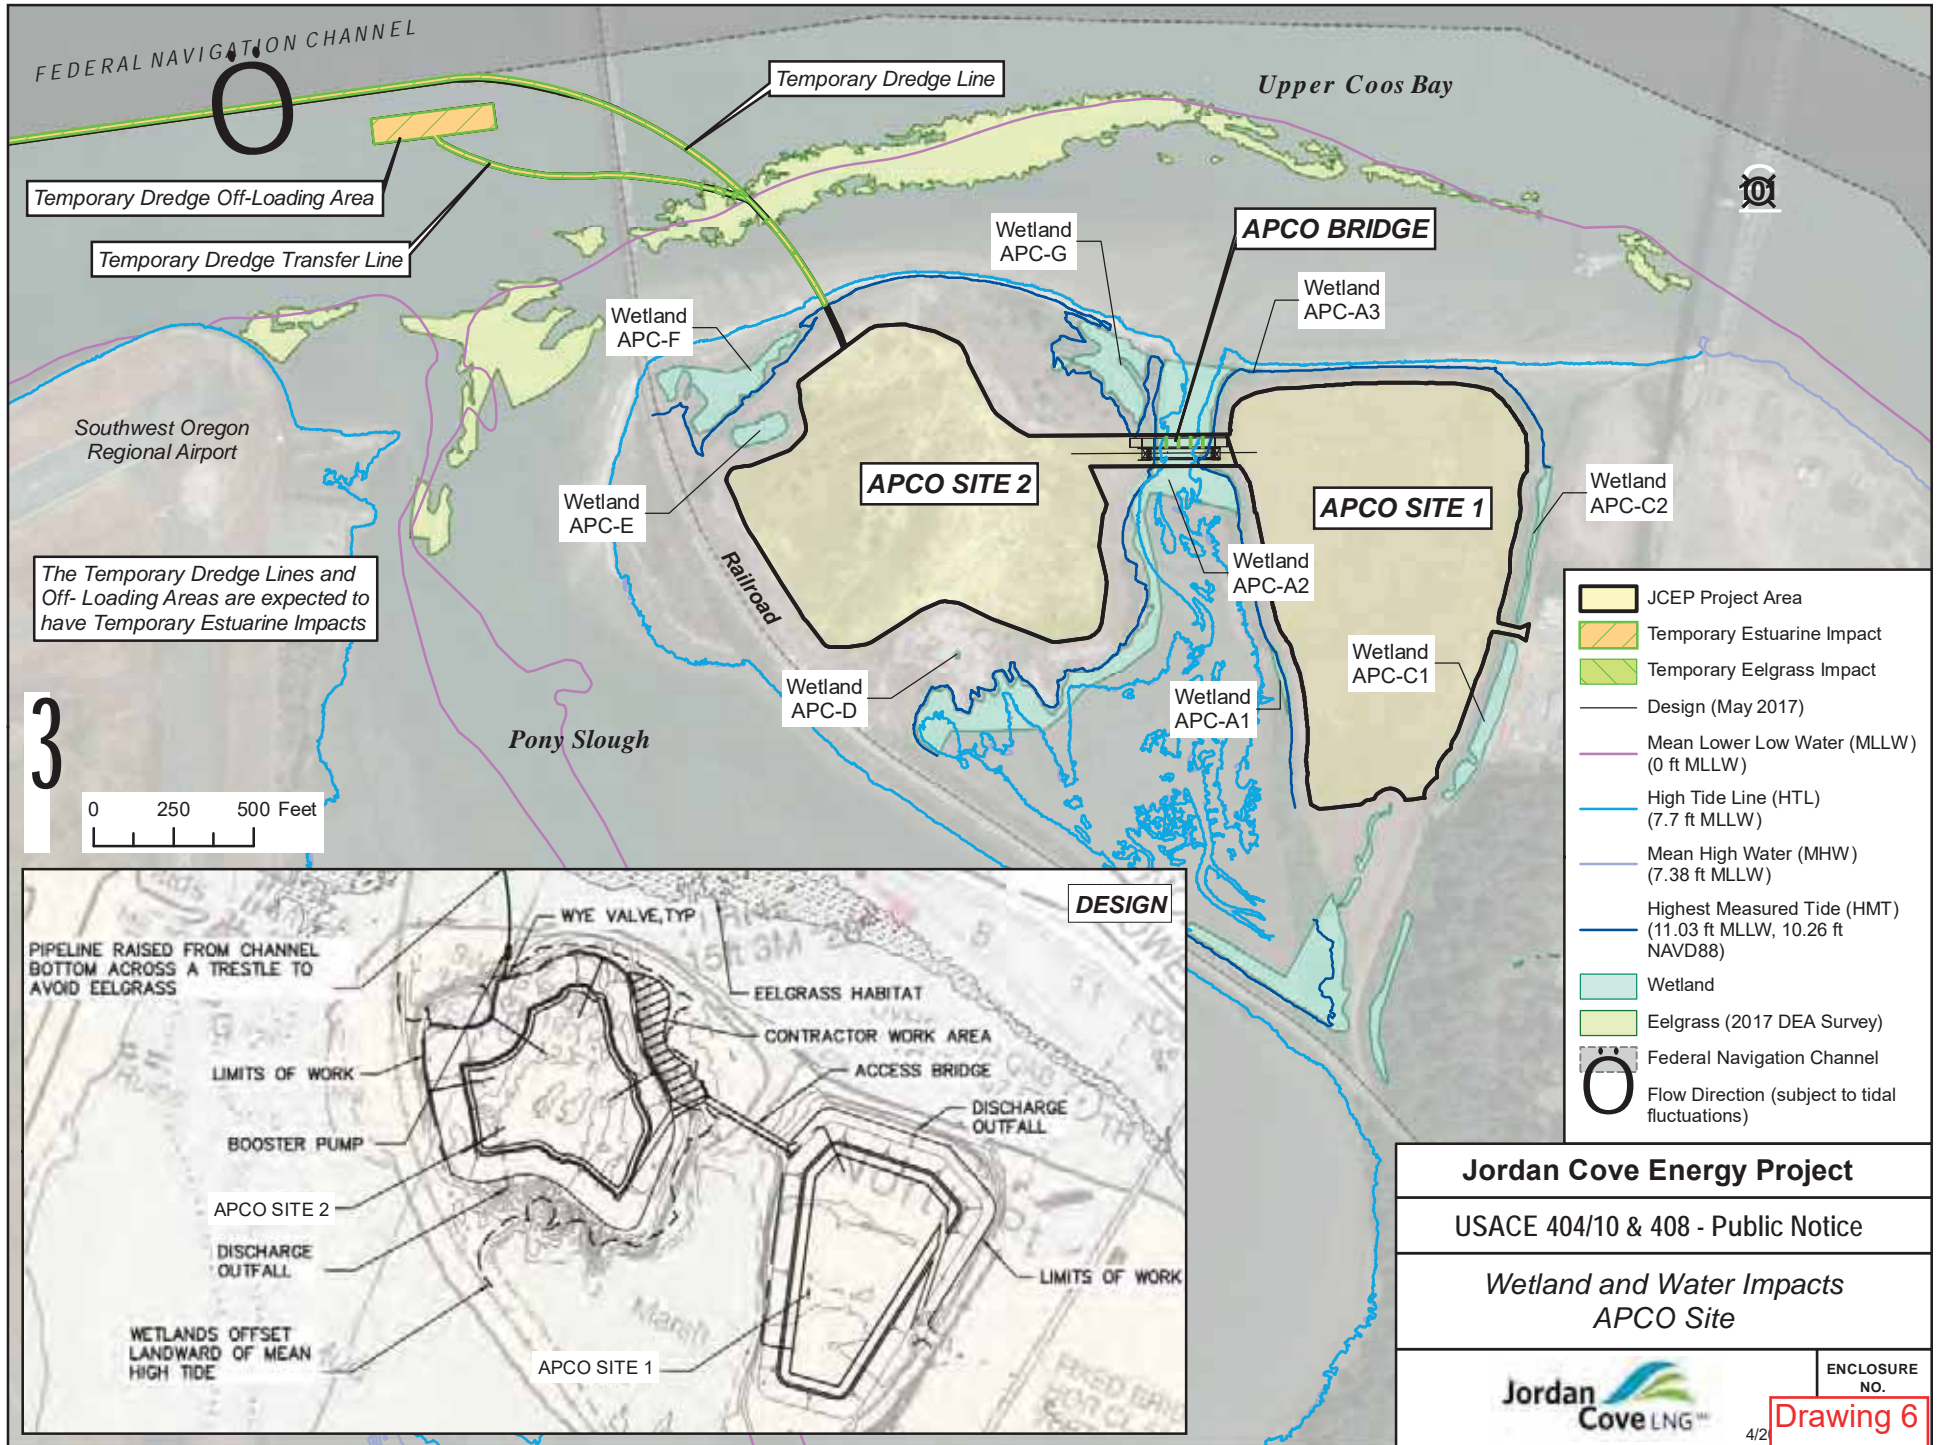 FEDERAL NAVIGATION CHANNEL
Ö
Temporary Dredge Line
Upper Coos Bay
Temporary Dredge Off-Loading Area
Temporary Dredge Transfer Line
Wetland
APC-G
APCO BRIDGE
Wetland
APC-A3
Wetland
APC-F
Southwest Oregon
Regional Airport
Wetland
APC-E
APCO SITE 2
APCO SITE 1
Wetland
APC-C2
Railroad
Wetland
APC-A2
The Temporary Dredge Lines and
Off- Loading Areas are expected to
have Temporary Estuarine Impacts
Wetland
APC-D
Wetland
APC-A1
Wetland
APC-C1
Pony Slough
3
0 250 500 Feet
JCEP Project Area
Temporary Estuarine Impact
Temporary Eelgrass Impact
Design (May 2017)
Mean Lower Low Water (MLLW)
(0 ft MLLW)
High Tide Line (HTL)
(7.7 ft MLLW)
Mean High Water (MHW)
(7.38 ft MLLW)
Highest Measured Tide (HMT)
(11.03 ft MLLW, 10.26 ft
NAVD88)
Wetland
Eelgrass (2017 DEA Survey)
Federal Navigation Channel
Ö
Flow Direction (subject to tidal
fluctuations)
DESIGN
WYE VALVE,TYP
PIPELINE RAISED FROM CHANNEL
BOTTOM ACROSS A TRESTLE TO
AVOID EELGRASS
EELGRASS HABITAT
CONTRACTOR WORK AREA
LIMITS OF WORK
ACCESS BRIDGE
DISCHARGE
OUTFALL
BOOSTER PUMP
APCO SITE 2
DISCHARGE
OUTFALL
LIMITS OF WORK
Marsh
WETLANDS OFFSET
LANDWARD OF MEAN
HIGH TIDE
APCO SITE 1
Jordan Cove Energy Project
USACE 404/10 & 408 - Public Notice
Wetland and Water Impacts
APCO Site
Jordan
Cove LNG
ENCLOSURE
NO.
Drawing 6